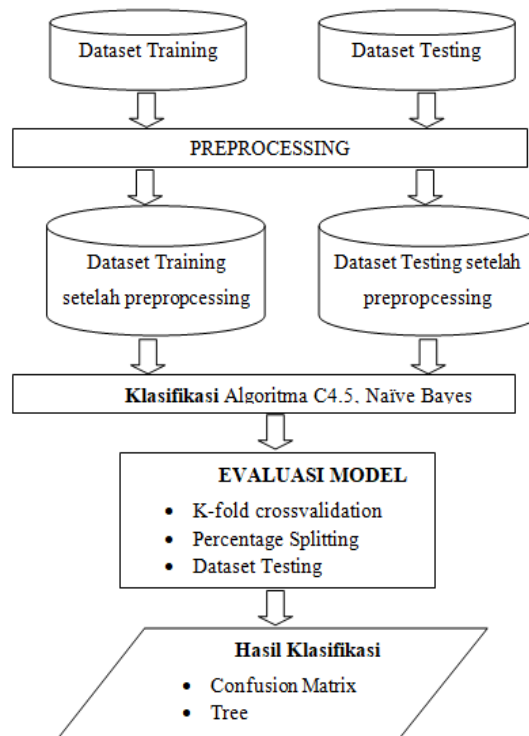 Dataset Training
Dataset Testing
PREPROCESSING
Dataset Training
setelah prepropcessing
Dataset Testing setelah
prepropcessing
Klasifikasi Algoritma C4.5, Naïve Bayes
EVALUASI MODEL
• K-fold crossvalidation
• Percentage Splitting
• Dataset Testing
Hasil Klasifikasi
• Confusion Matrix
• Tree